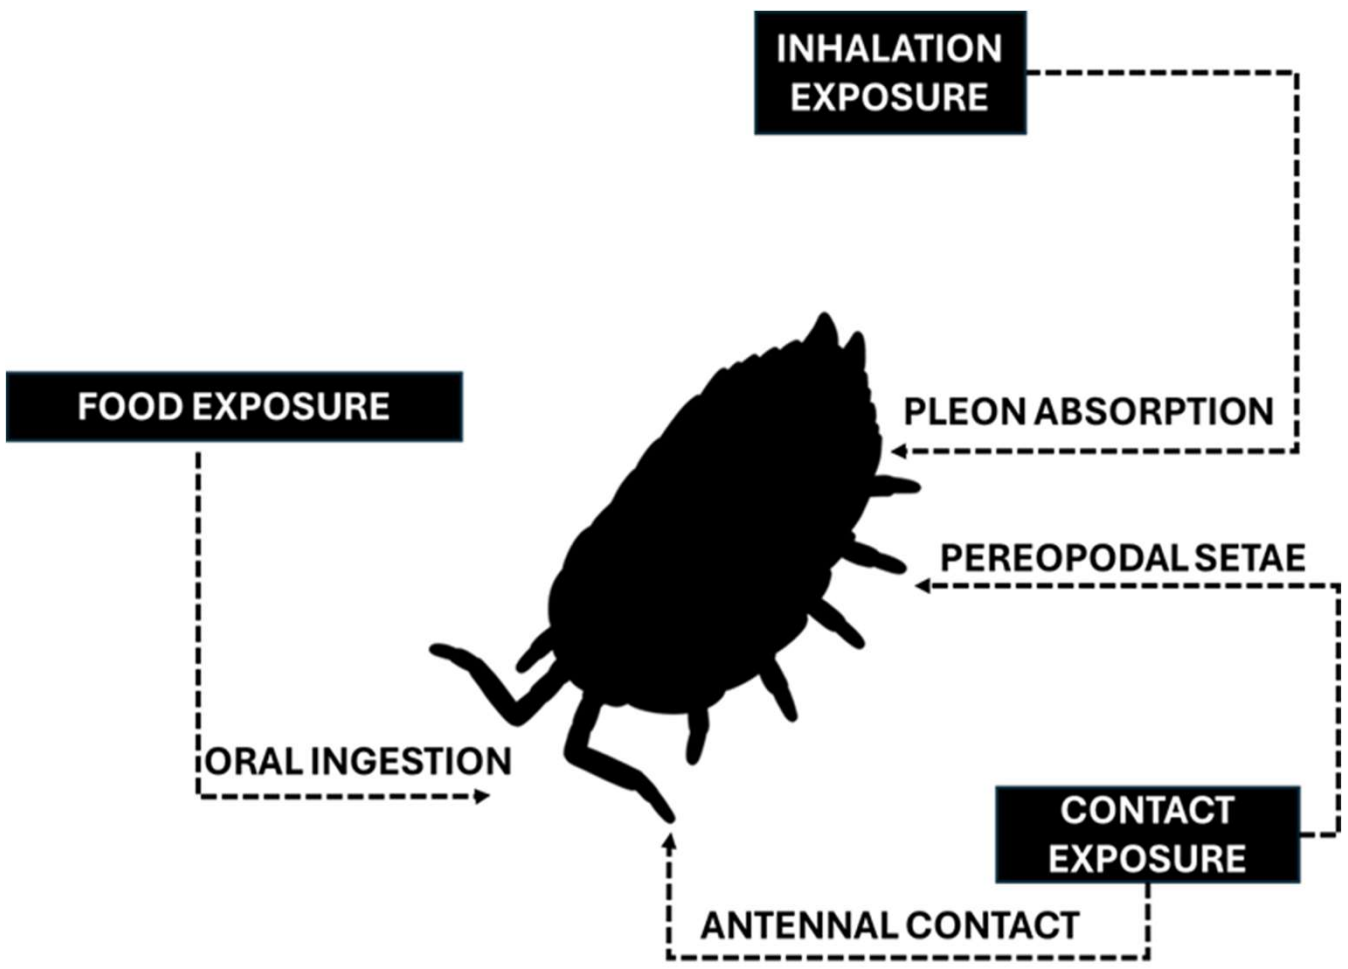 INHALATION
EXPOSURE
FOOD EXPOSURE
PLEON ABSORPTION
PEREOPODAL SETAE
ORAL INGESTION
CONTACT
EXPOSURE
ANTENNAL CONTACT